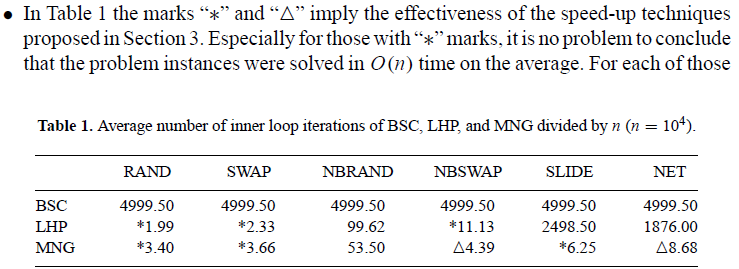 • In Table 1 the marks “*” and “△” imply the effectiveness of the speed-up techniques
proposed in Section 3. Especially for those with “*” marks, it is no problem to conclude
that the problem instances were solved in O(n) time on the average. For each of those
Table 1. Average number of inner loop iterations of BSC, LHP, and MNG divided by n (n = 10⁴).
RAND SWAP NBRAND NBSWAP SLIDE NET
BSC 4999.50 4999.50 4999.50 4999.50 4999.50 4999.50
LHP *1.99 *2.33 99.62 *11.13 2498.50 1876.00
MNG *3.40 *3.66 53.50 △4.39 *6.25 △8.68